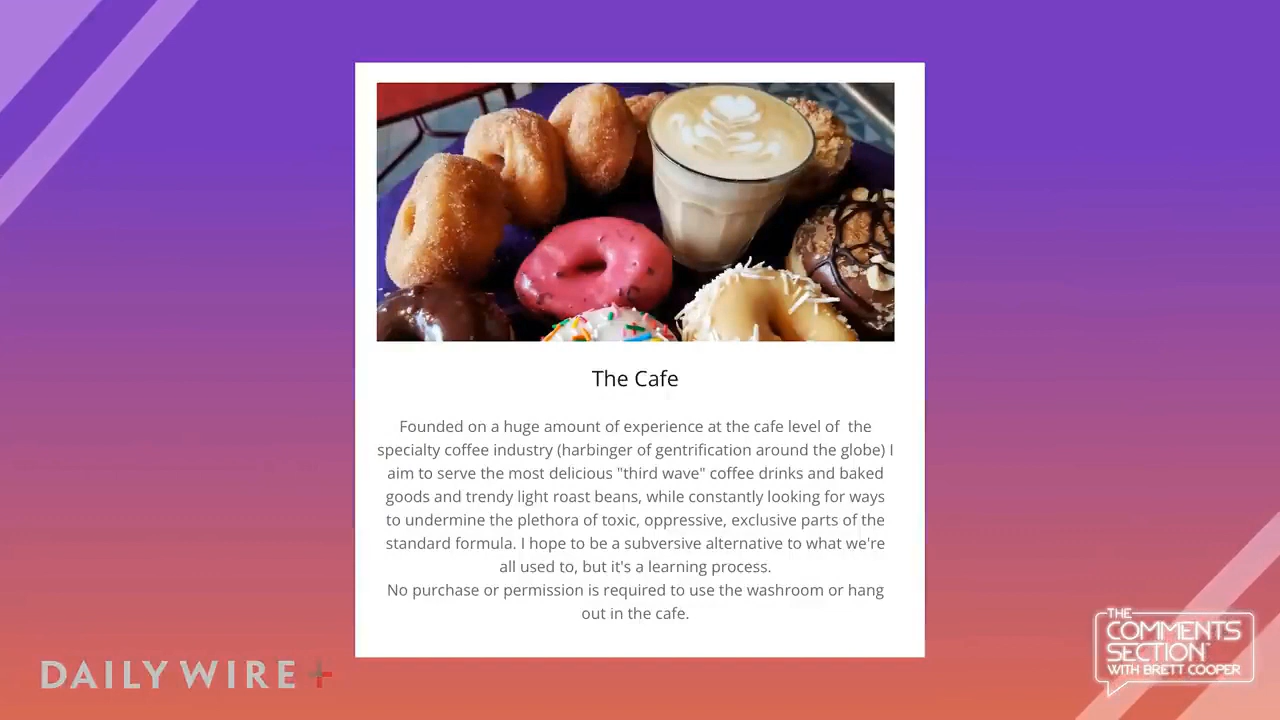 The Cafe
Founded on a huge amount of experience at the cafe level of  the
specialty coffee industry (harbinger of gentrification around the globe) I
aim to serve the most delicious "third wave" coffee drinks and baked
goods and trendy light roast beans, while constantly looking for ways
to undermine the plethora of toxic, oppressive, exclusive parts of the
standard formula. I hope to be a subversive alternative to what we're
all used to, but it's a learning process.
No purchase or permission is required to use the washroom or hang
out in the cafe.
DAILY WIRE +
THE
COMMENTS
SECTION™
WITH BRETT COOPER